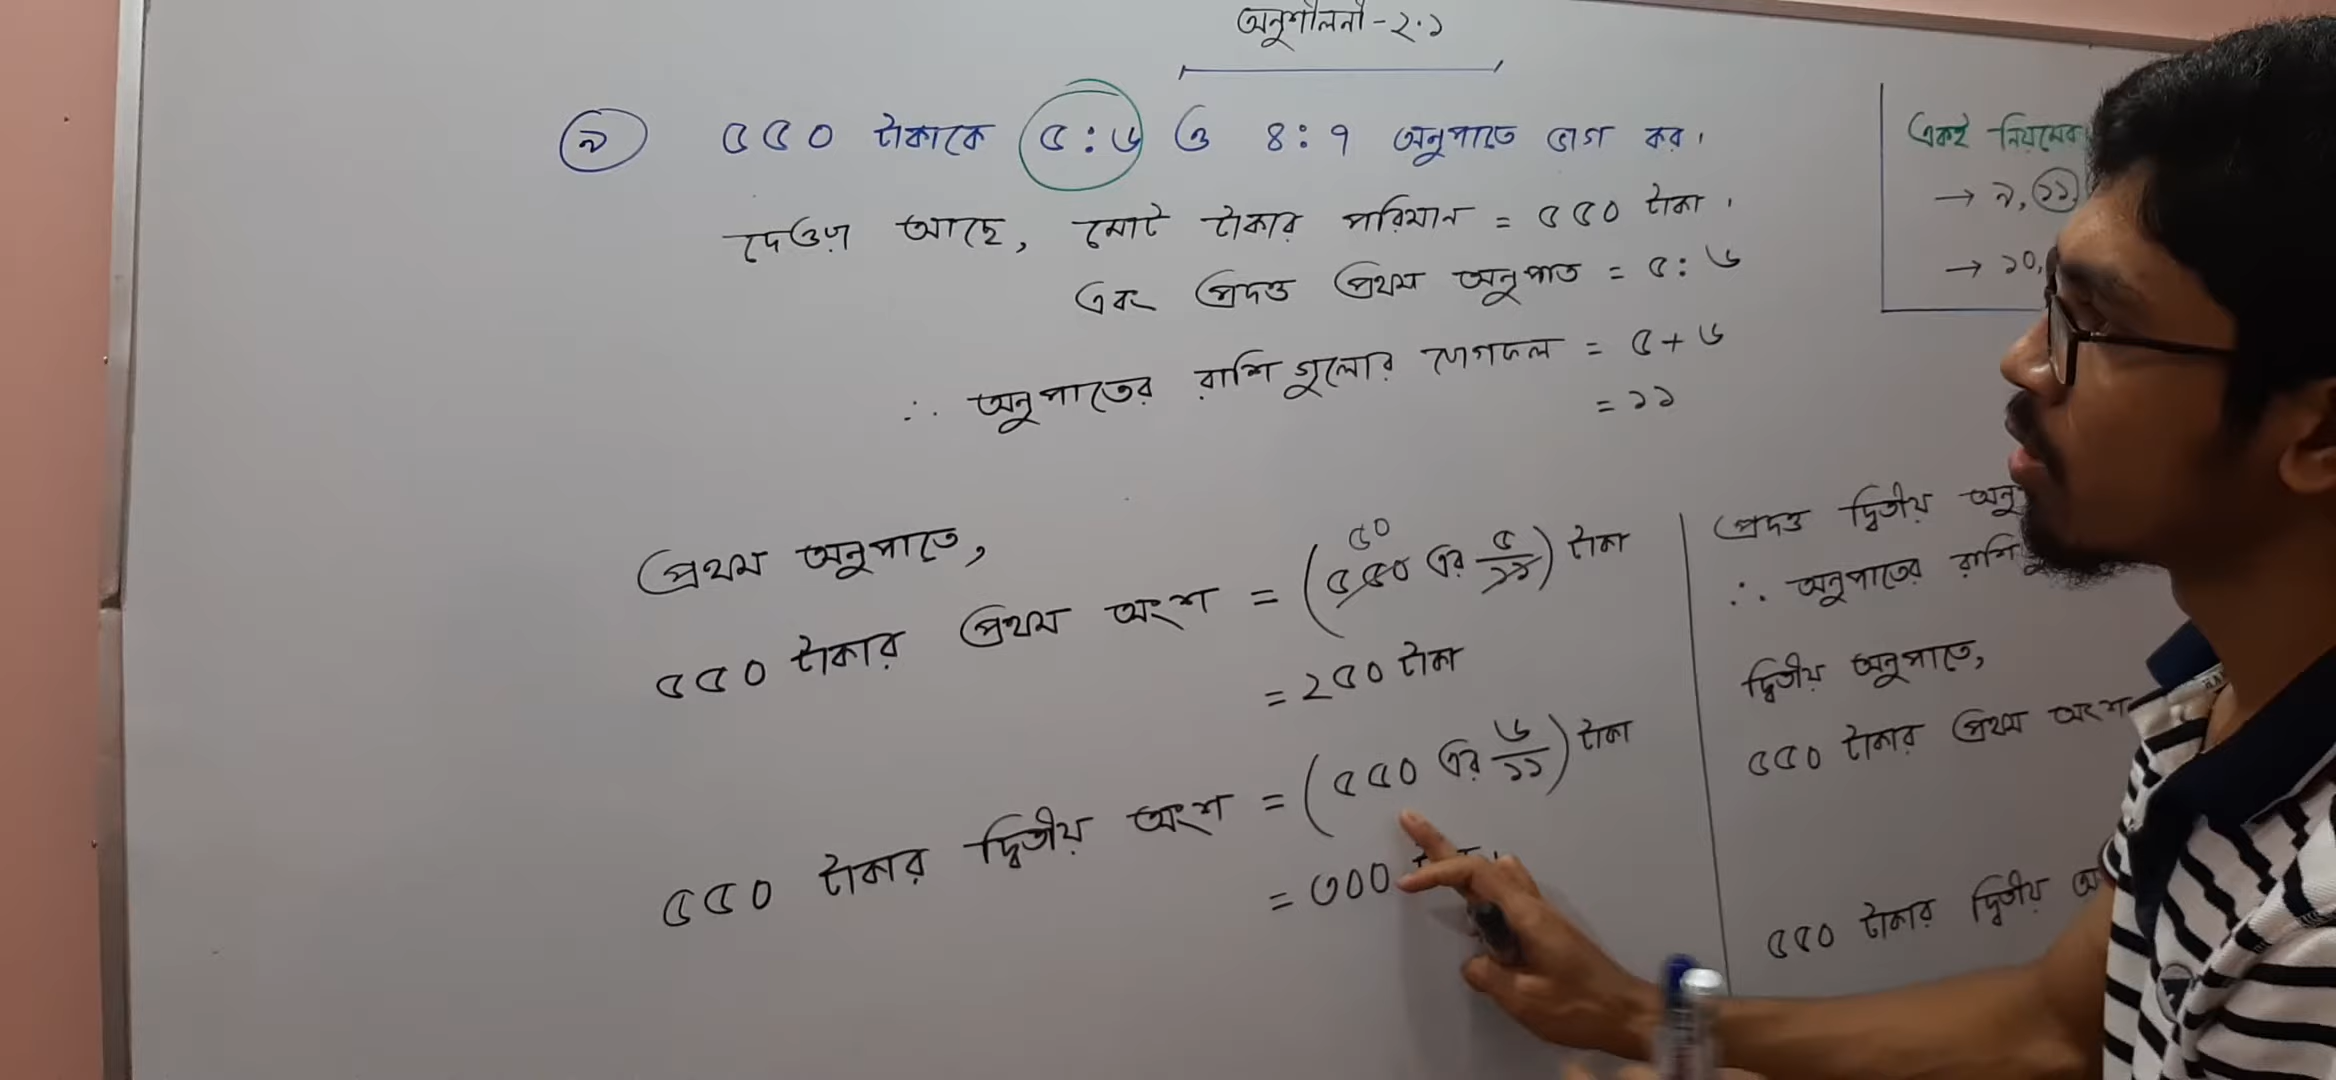 অনুশীলনী-২.১
৯ ৫৫০ টাকাকে ৫:৬ ও ৪:৭ অনুপাতে ভাগ কর।
দেওয়া আছে, মোট টাকার পরিমান = ৫৫০ টাকা।
এবং প্রদত্ত প্রথম অনুপাত = ৫:৬
∴ অনুপাতের রাশি গুলোর যোগফল = ৫+৬
= ১১
প্রথম অনুপাতে,
৫০
৫৫০ টাকার প্রথম অংশ = (৫৫০ এর ৫/১১) টাকা
= ২৫০ টাকা
৫৫০ টাকার দ্বিতীয় অংশ = (৫৫০ এর ৬/১১) টাকা
= ৩০০
একই নিয়মের
→ ৯, ১১,
→ ১০,
প্রদত্ত দ্বিতীয়
∴ অনুপাতের রাশি
দ্বিতীয় অনুপাতে,
৫৫০ টাকার প্রথম অংশ
৫৫০ টাকার দ্বিতীয়